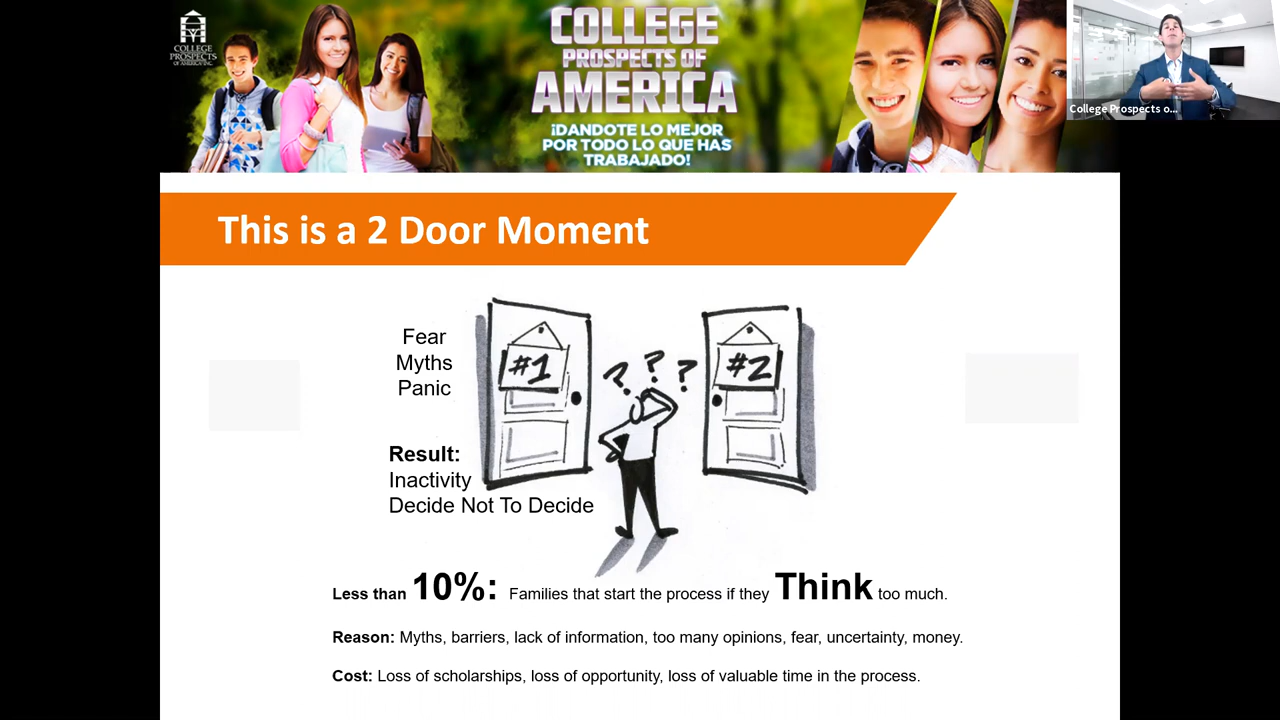 COLLEGE
PROSPECTS
OF AMERICA INC.
COLLEGE
PROSPECTS OF
AMERICA
¡DANDOTE LO MEJOR
POR TODO LO QUE HAS
TRABAJADO!
College Prospects o...
This is a 2 Door Moment
Fear
Myths
Panic
#1
? ? ?
#2
Result:
Inactivity
Decide Not To Decide
Less than 10%: Families that start the process if they Think too much.
Reason: Myths, barriers, lack of information, too many opinions, fear, uncertainty, money.
Cost: Loss of scholarships, loss of opportunity, loss of valuable time in the process.